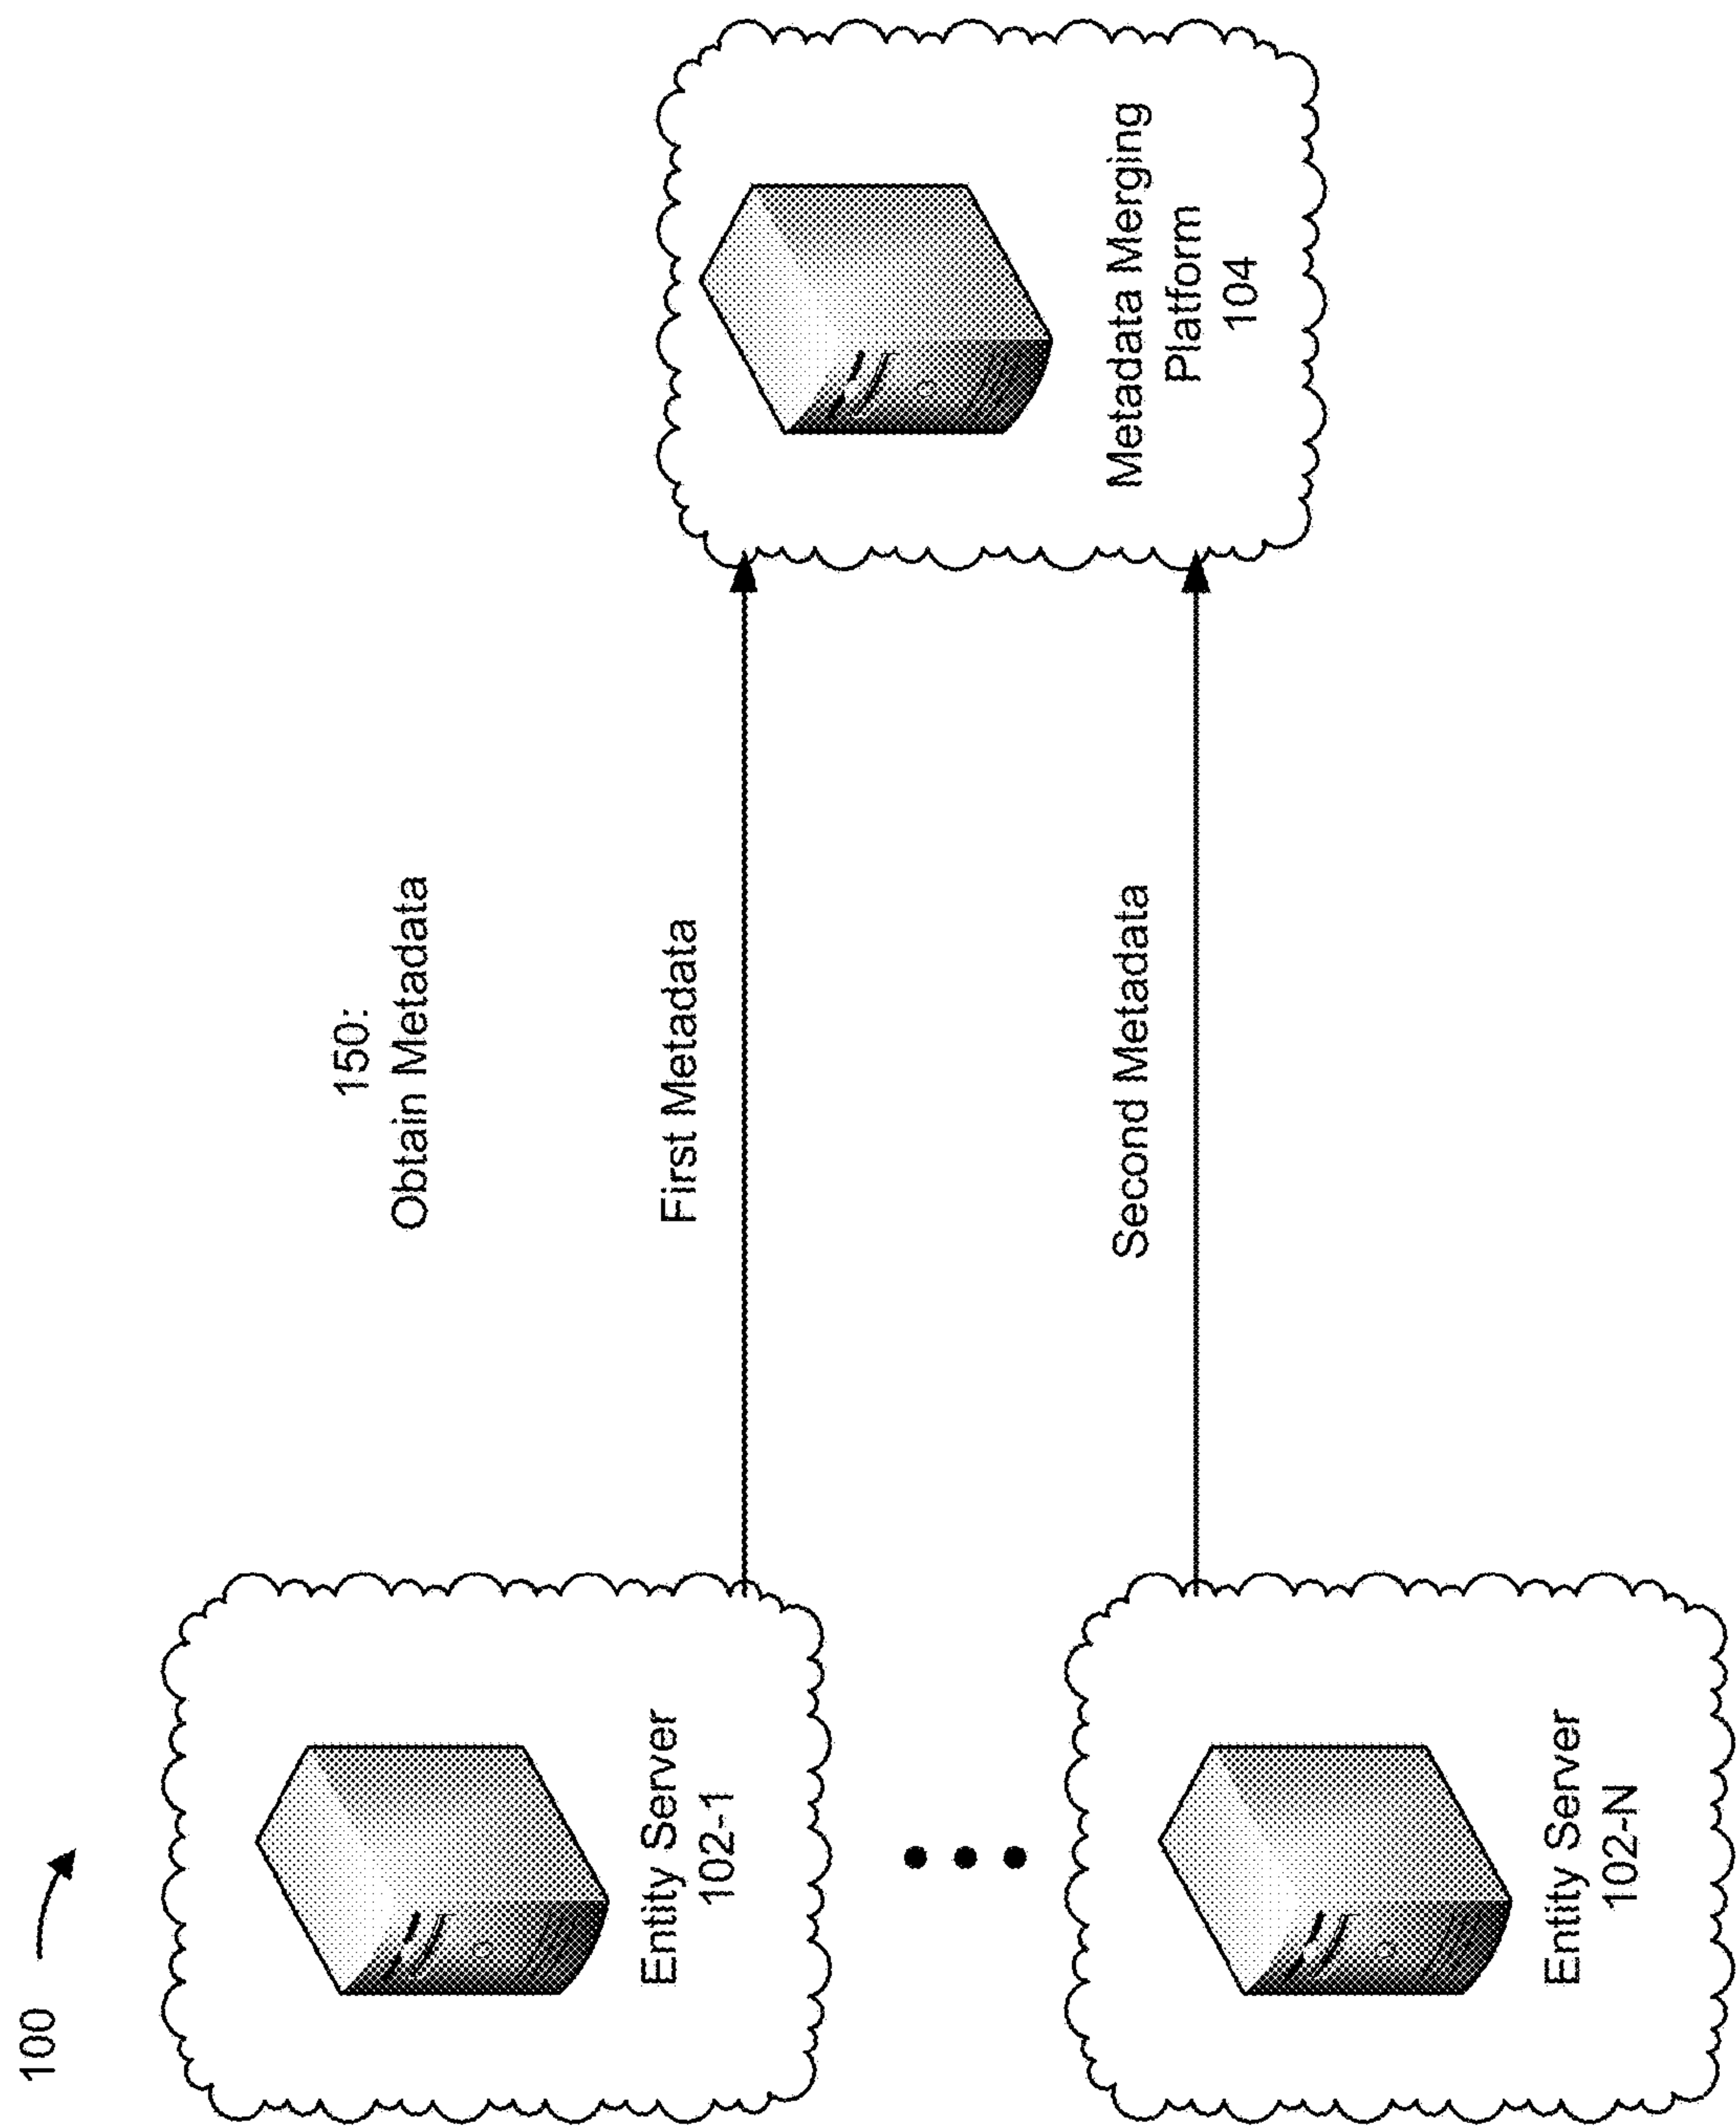 100
150:
Obtain Metadata
Entity Server
102-1
First Metadata
Metadata Merging
Platform
104
Second Metadata
Entity Server
102-N